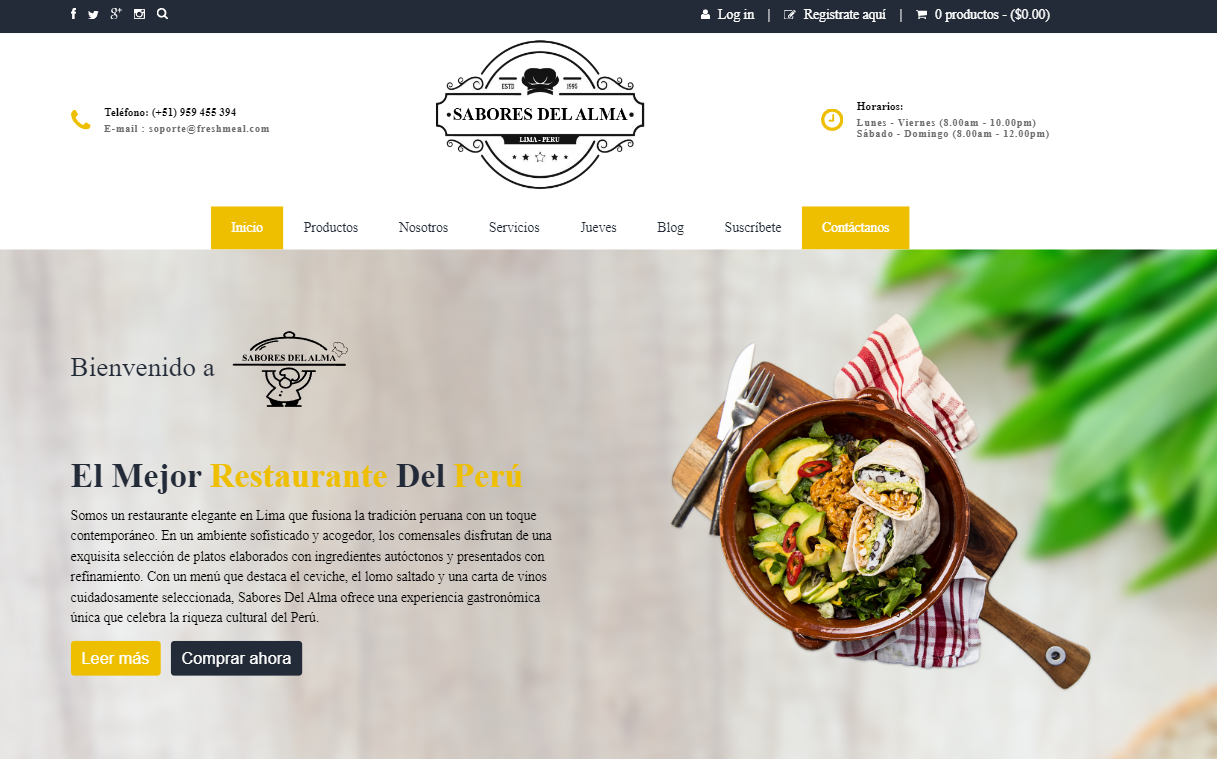 Log in | Registrate aquí | 0 productos - ($0.00)
Teléfono: (+51) 959 455 394
E-mail : soporte@freshmeal.com
ESTD 1995
•SABORES DEL ALMA•
LIMA - PERU
Horarios:
Lunes - Viernes (8.00am - 10.00pm)
Sábado - Domingo (8.00am - 12.00pm)
Inicio Productos Nosotros Servicios Jueves Blog Suscríbete Contáctanos
Bienvenido a
SABORES DEL ALMA
El Mejor Restaurante Del Perú
Somos un restaurante elegante en Lima que fusiona la tradición peruana con un toque
contemporáneo. En un ambiente sofisticado y acogedor, los comensales disfrutan de una
exquisita selección de platos elaborados con ingredientes autóctonos y presentados con
refinamiento. Con un menú que destaca el ceviche, el lomo saltado y una carta de vinos
cuidadosamente seleccionada, Sabores Del Alma ofrece una experiencia gastronómica
única que celebra la riqueza cultural del Perú.
Leer más Comprar ahora